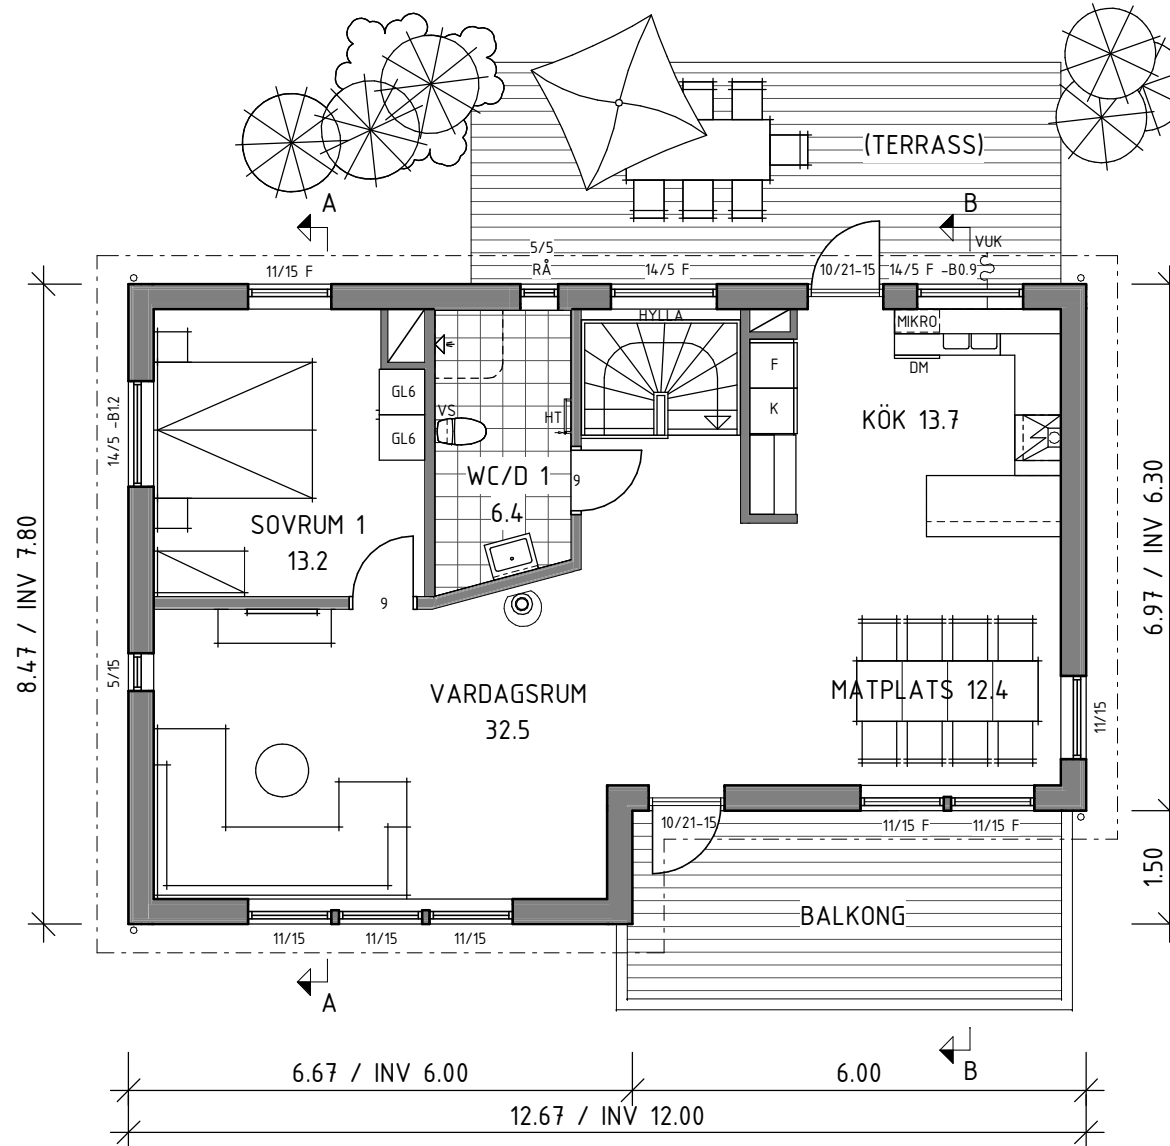 (TERRASS)
A
B
VUK
5/5
RÅ
11/15 F
14/5 F
10/21-15
14/5 F -B0.9
HYLLA
MIKRO
DM
F
K
GL6
GL6
VS
HT
14/5 -B1.2
KÖK 13.7
WC/D 1
6.4
9
SOVRUM 1
13.2
9
8.47 / INV 7.80
6.97 / INV 6.30
5/15
VARDAGSRUM
32.5
MATPLATS 12.4
11/15
10/21-15
11/15 F
11/15 F
1.50
BALKONG
11/15
11/15
11/15
A
B
6.67 / INV 6.00
6.00
12.67 / INV 12.00